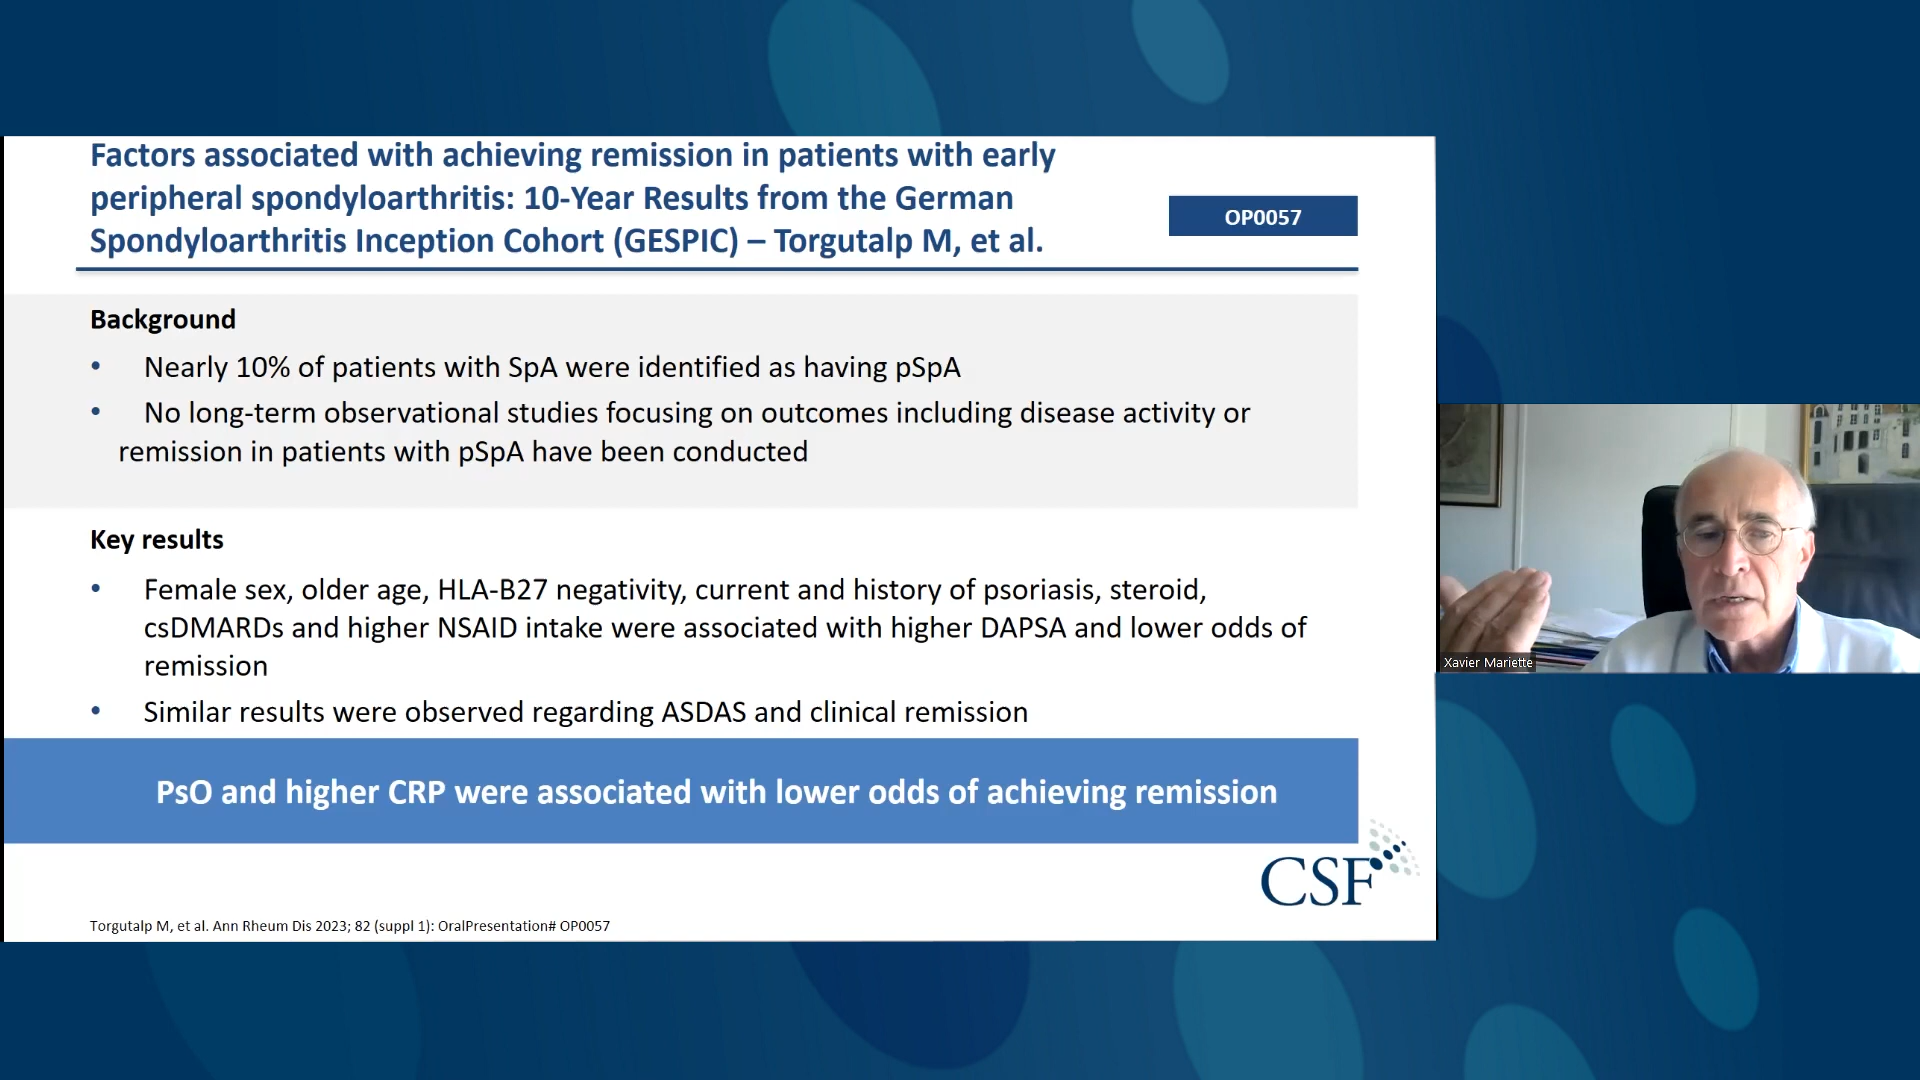 Factors associated with achieving remission in patients with early
peripheral spondyloarthritis: 10-Year Results from the German
Spondyloarthritis Inception Cohort (GESPIC) – Torgutalp M, et al.
OP0057
Background
• Nearly 10% of patients with SpA were identified as having pSpA
• No long-term observational studies focusing on outcomes including disease activity or
remission in patients with pSpA have been conducted
Key results
• Female sex, older age, HLA-B27 negativity, current and history of psoriasis, steroid,
csDMARDs and higher NSAID intake were associated with higher DAPSA and lower odds of
remission
• Similar results were observed regarding ASDAS and clinical remission
PsO and higher CRP were associated with lower odds of achieving remission
CSF
Torgutalp M, et al. Ann Rheum Dis 2023; 82 (suppl 1): OralPresentation# OP0057
Xavier Mariette